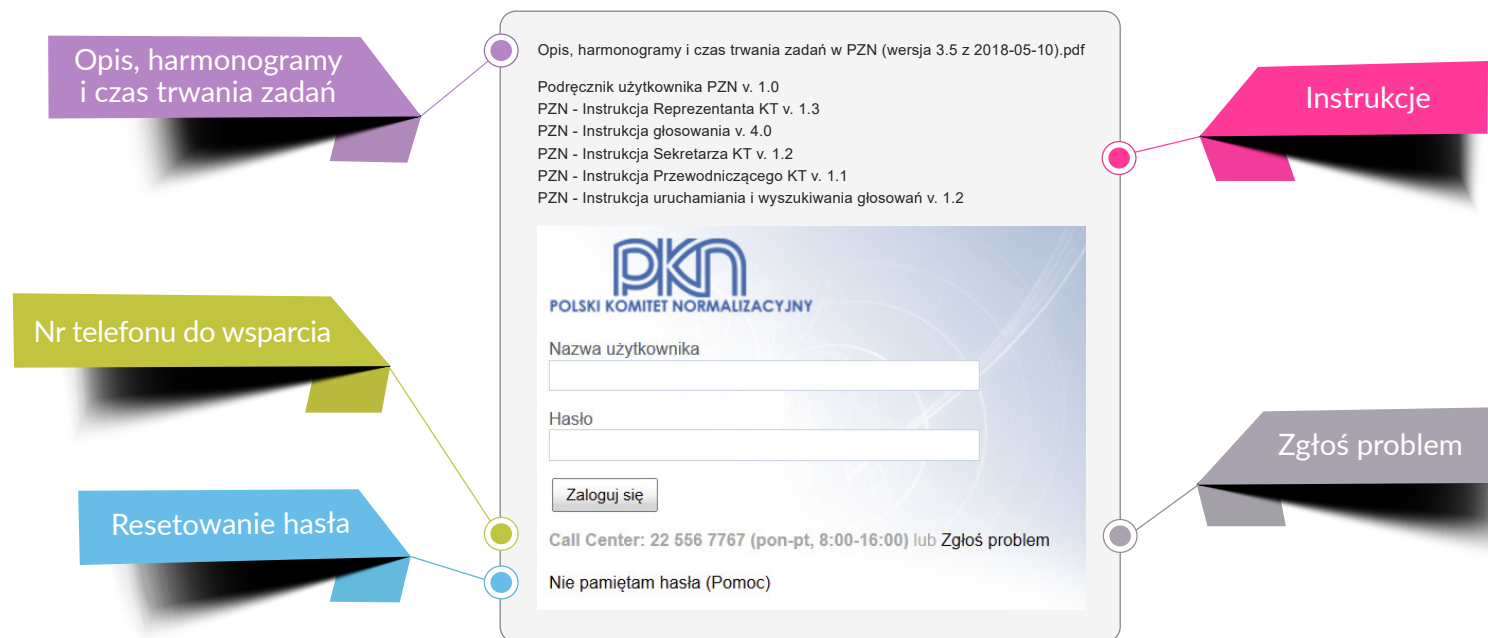 Opis, harmonogramy
i czas trwania zadań
Opis, harmonogramy i czas trwania zadań w PZN (wersja 3.5 z 2018-05-10).pdf
Podręcznik użytkownika PZN v. 1.0
PZN - Instrukcja Reprezentanta KT v. 1.3
PZN - Instrukcja głosowania v. 4.0
PZN - Instrukcja Sekretarza KT v. 1.2
PZN - Instrukcja Przewodniczącego KT v. 1.1
PZN - Instrukcja uruchamiania i wyszukiwania głosowań v. 1.2
Instrukcje
PKN
POLSKI KOMITET NORMALIZACYJNY
Nazwa użytkownika
Hasło
Zaloguj się
Call Center: 22 556 7767 (pon-pt, 8:00-16:00) lub Zgłoś problem
Nie pamiętam hasła (Pomoc)
Nr telefonu do wsparcia
Resetowanie hasła
Zgłoś problem